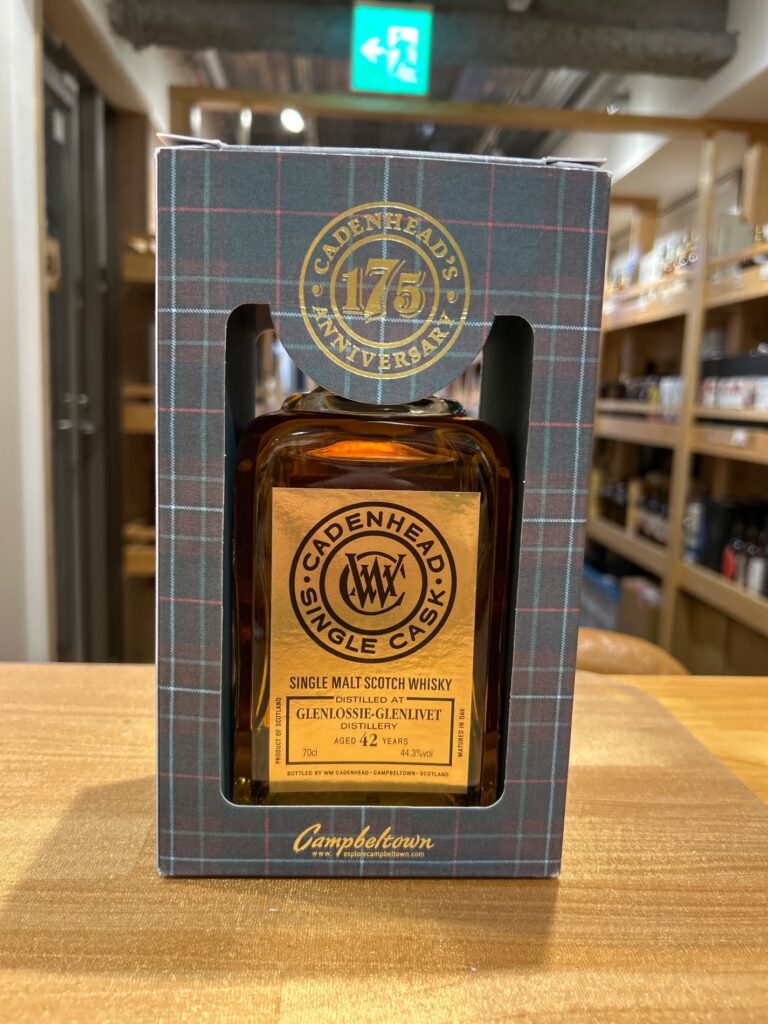 CADENHEAD'S
175
ANNIVERSARY
CADENHEAD
WMC
SINGLE CASK
SINGLE MALT SCOTCH WHISKY
DISTILLED AT
GLENLOSSIE-GLENLIVET
DISTILLERY
AGED 42 YEARS
70cl 44.3%vol
PRODUCT OF SCOTLAND
MATURED IN OAK
BOTTLED BY WM CADENHEAD • CAMPBELTOWN • SCOTLAND
Campbeltown
www. explorecampbeltown.com